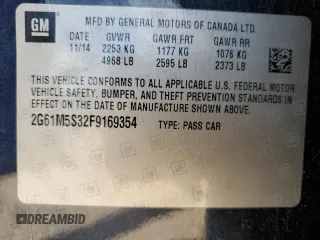 GM
MFD BY GENERAL MOTORS OF CANADA LTD.
DATE GVWR GAWR FRT GAWR RR
11/14 2253 KG 1177 KG 1076 KG
4968 LB 2595 LB 2373 LB
THIS VEHICLE CONFORMS TO ALL APPLICABLE U.S. FEDERAL MOTOR
VEHICLE SAFETY, BUMPER, AND THEFT PREVENTION STANDARDS IN
EFFECT ON THE DATE OF MANUFACTURE SHOWN ABOVE.
2G61M5S32F9169354 TYPE: PASS CAR
DREAMBID